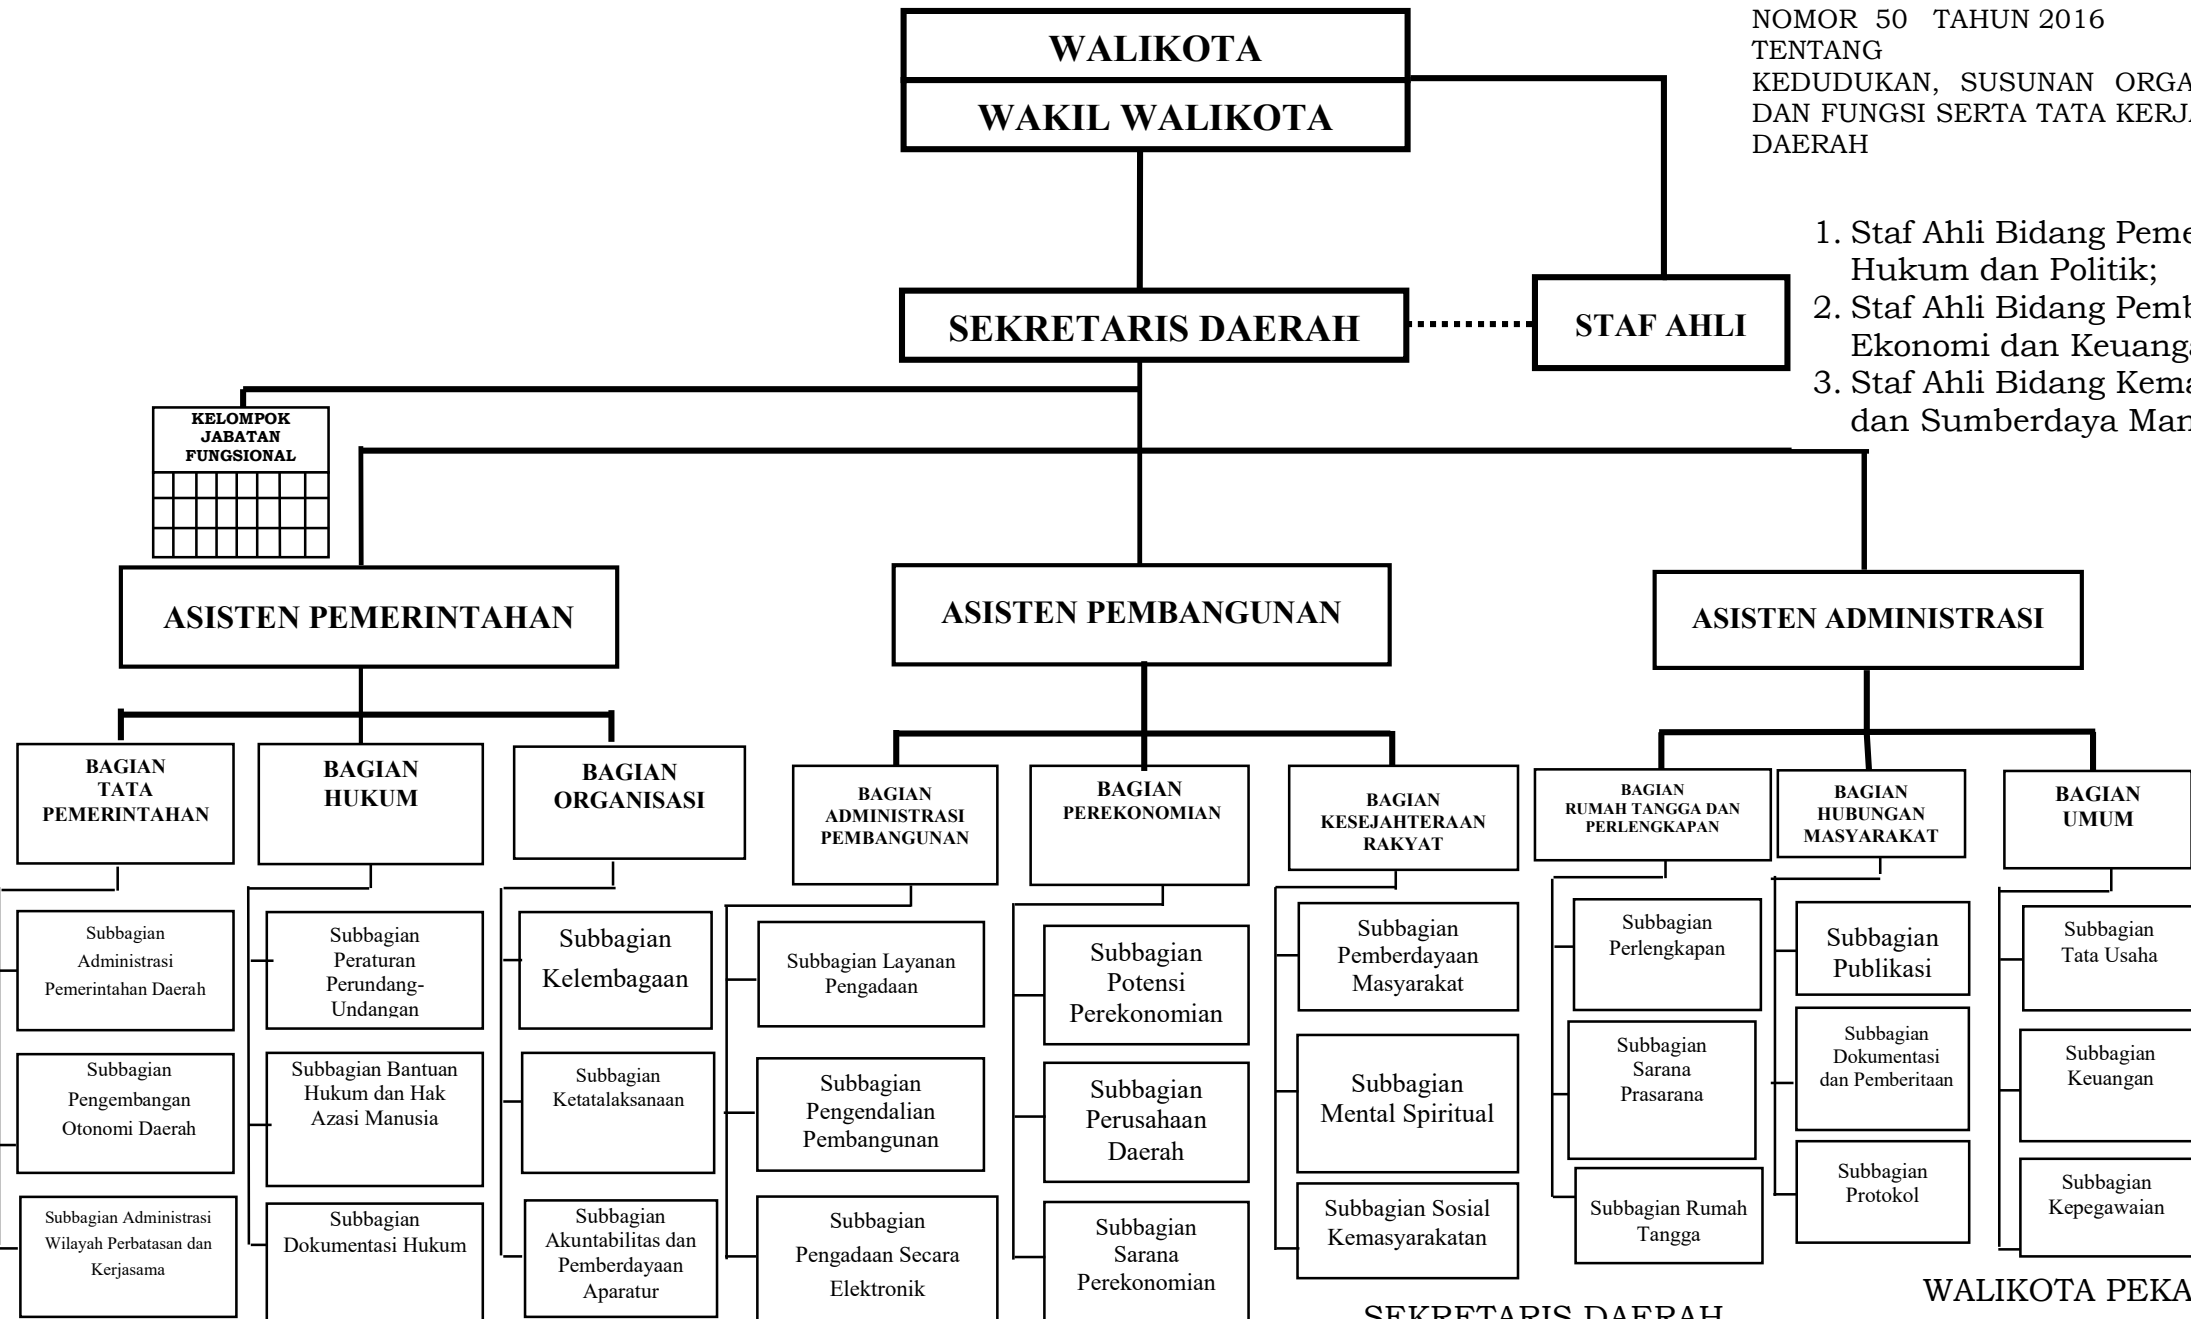 NOMOR 50 TAHUN 2016
TENTANG
KEDUDUKAN, SUSUNAN
DAN FUNGSI SERTA TATA
DAERAH
WALIKOTA
WAKIL WALIKOTA
1. Staf Ahli Bidang
Hukum dan Politik;
2. Staf Ahli Bidang
Ekonomi dan
3. Staf Ahli Bidang
dan Sumberdaya
SEKRETARIS DAERAH
STAF AHLI
KELOMPOK
JABATAN
FUNGSIONAL
ASISTEN PEMERINTAHAN
ASISTEN PEMBANGUNAN
ASISTEN ADMINISTRASI
BAGIAN
TATA
PEMERINTAHAN
BAGIAN
HUKUM
BAGIAN
ORGANISASI
BAGIAN
ADMINISTRASI
PEMBANGUNAN
BAGIAN
PEREKONOMIAN
BAGIAN
KESEJAHTERAAN
RAKYAT
BAGIAN
RUMAH TANGGA DAN
PERLENGKAPAN
BAGIAN
HUBUNGAN
MASYARAKAT
BAGIAN
UMUM
Subbagian
Administrasi
Pemerintahan Daerah
Subbagian
Peraturan
Perundang-
Undangan
Subbagian
Kelembagaan
Subbagian Layanan
Pengadaan
Subbagian
Potensi
Perekonomian
Subbagian
Pemberdayaan
Masyarakat
Subbagian
Perlengkapan
Subbagian
Publikasi
Subbagian
Tata Usaha
Subbagian
Pengembangan
Otonomi Daerah
Subbagian Bantuan
Hukum dan Hak
Azasi Manusia
Subbagian
Ketatalaksanaan
Subbagian
Pengendalian
Pembangunan
Subbagian
Perusahaan
Daerah
Subbagian
Mental Spiritual
Subbagian
Sarana
Prasarana
Subbagian
Dokumentasi
dan Pemberitaan
Subbagian
Keuangan
Subbagian Administrasi
Wilayah Perbatasan dan
Kerjasama
Subbagian
Dokumentasi Hukum
Subbagian
Akuntabilitas dan
Pemberdayaan
Aparatur
Subbagian
Pengadaan Secara
Elektronik
Subbagian
Sarana
Perekonomian
Subbagian Sosial
Kemasyarakatan
Subbagian Rumah
Tangga
Subbagian
Protokol
Subbagian
Kepegawaian
WALIKOTA
SEKRETARIS DAERAH